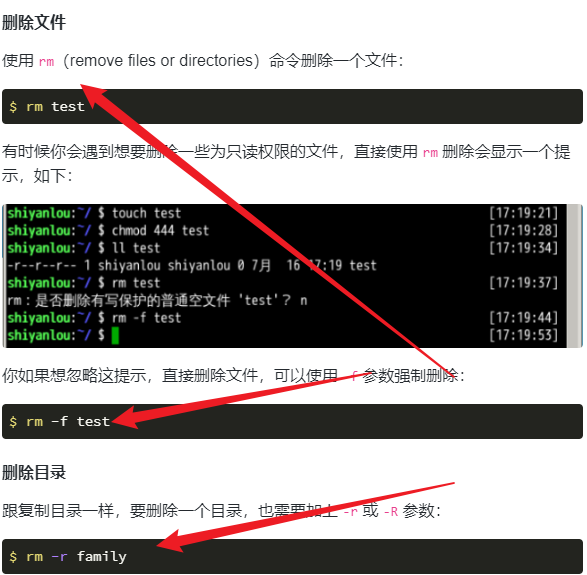 删除文件
使用 rm（remove files or directories）命令删除一个文件：
$ rm test
有时候你会遇到想要删除一些为只读权限的文件，直接使用 rm 删除会显示一个提
示，如下：
shiyanlou:~/ $ touch test [17:19:21]
shiyanlou:~/ $ chmod 444 test [17:19:28]
shiyanlou:~/ $ ll test [17:19:34]
-r--r--r-- 1 shiyanlou shiyanlou 0 7月  16 17:19 test
shiyanlou:~/ $ rm test [17:19:37]
rm：是否删除有写保护的普通空文件 'test'？ n
shiyanlou:~/ $ rm -f test [17:19:44]
shiyanlou:~/ $ [17:19:53]
你如果想忽略这提示，直接删除文件，可以使用 -f 参数强制删除：
$ rm -f test
删除目录
跟复制目录一样，要删除一个目录，也需要加上 -r 或 -R 参数：
$ rm -r family